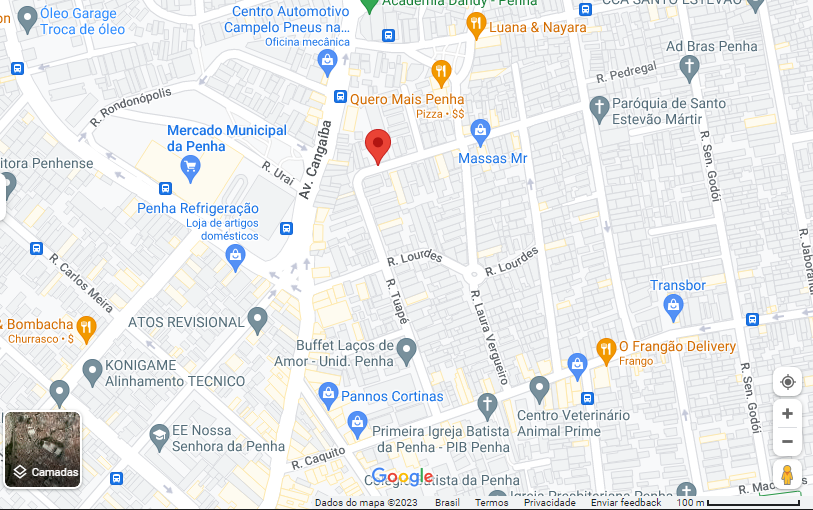 Academia Dandy - Penha
CCA SANTO ESTEVÃO
Óleo Garage
Troca de óleo
Centro Automotivo
Campelo Pneus na...
Oficina mecânica
Luana & Nayara
Ad Bras Penha
R. Pedregal
Quero Mais Penha
Pizza • $$
Paróquia de Santo
Estevão Mártir
R. Rondonópolis
Mercado Municipal
da Penha
Av. Cangaíba
Massas Mr
itora Penhense
R. Urai
R. Sen. Godói
Penha Refrigeração
Loja de artigos
domésticos
R. Lourdes
R. Lourdes
R. Jaborandi
R. Carlos Meira
R. Tuapé
R. Laura Vergueiro
Transbor
& Bombacha
Churrasco • $
ATOS REVISIONAL
Buffet Laços de
Amor - Unid. Penha
O Frangão Delivery
Frango
KONIGAME
Alinhamento TECNICO
R. Sen. Godói
Pannos Cortinas
Centro Veterinário
Animal Prime
EE Nossa
Senhora da Penha
Primeira Igreja Batista
da Penha - PIB Penha
R. Caquito
Camadas
Google
Colégio Batista da Penha
Igreja Presbiteriana Penha
R. Mac
Dados do mapa ©2023 Brasil Termos Privacidade Enviar feedback 100 m